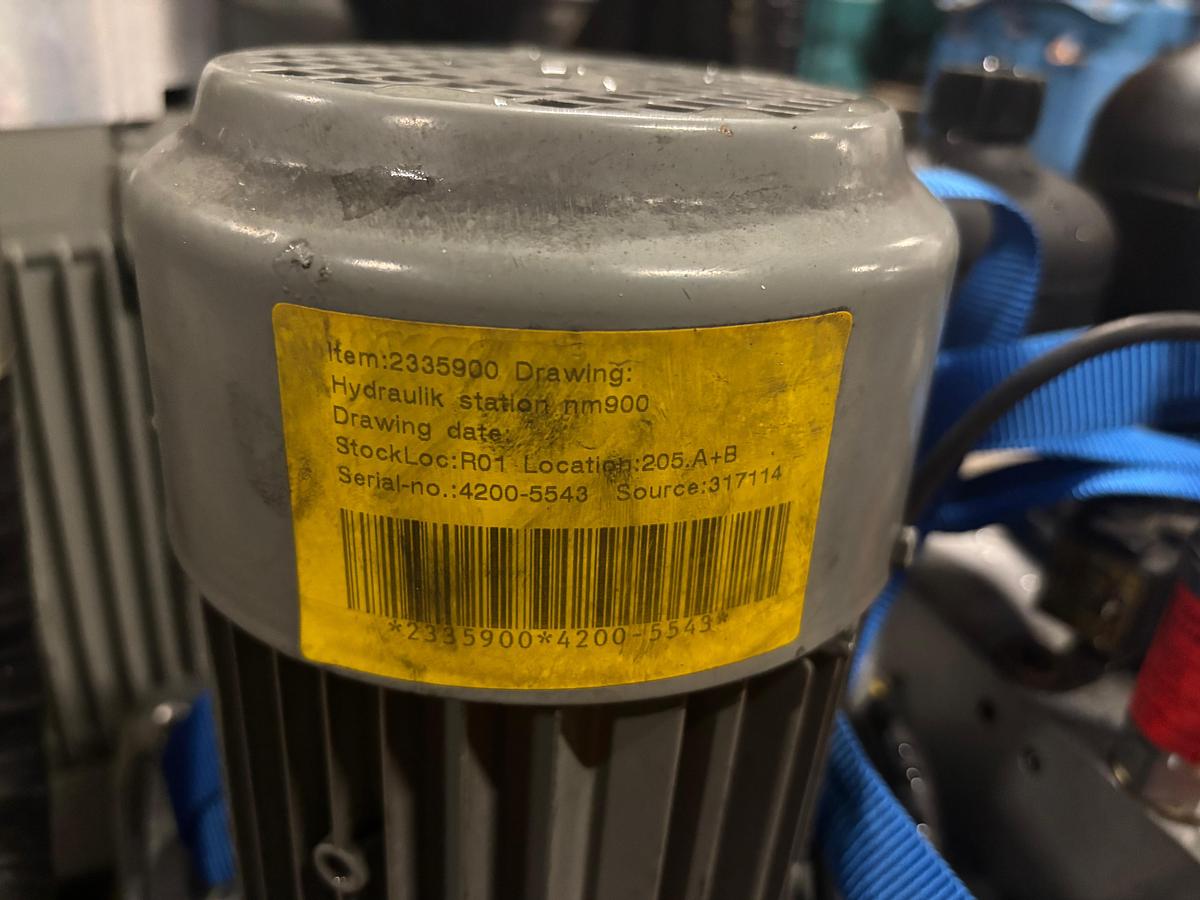 Item:2335900 Drawing:
Hydraulik station nm900
Drawing date:
StockLoc:R01 Location:205.A+B
Serial-no.:4200-5543 Source:317114
*2335900*4200-5543*